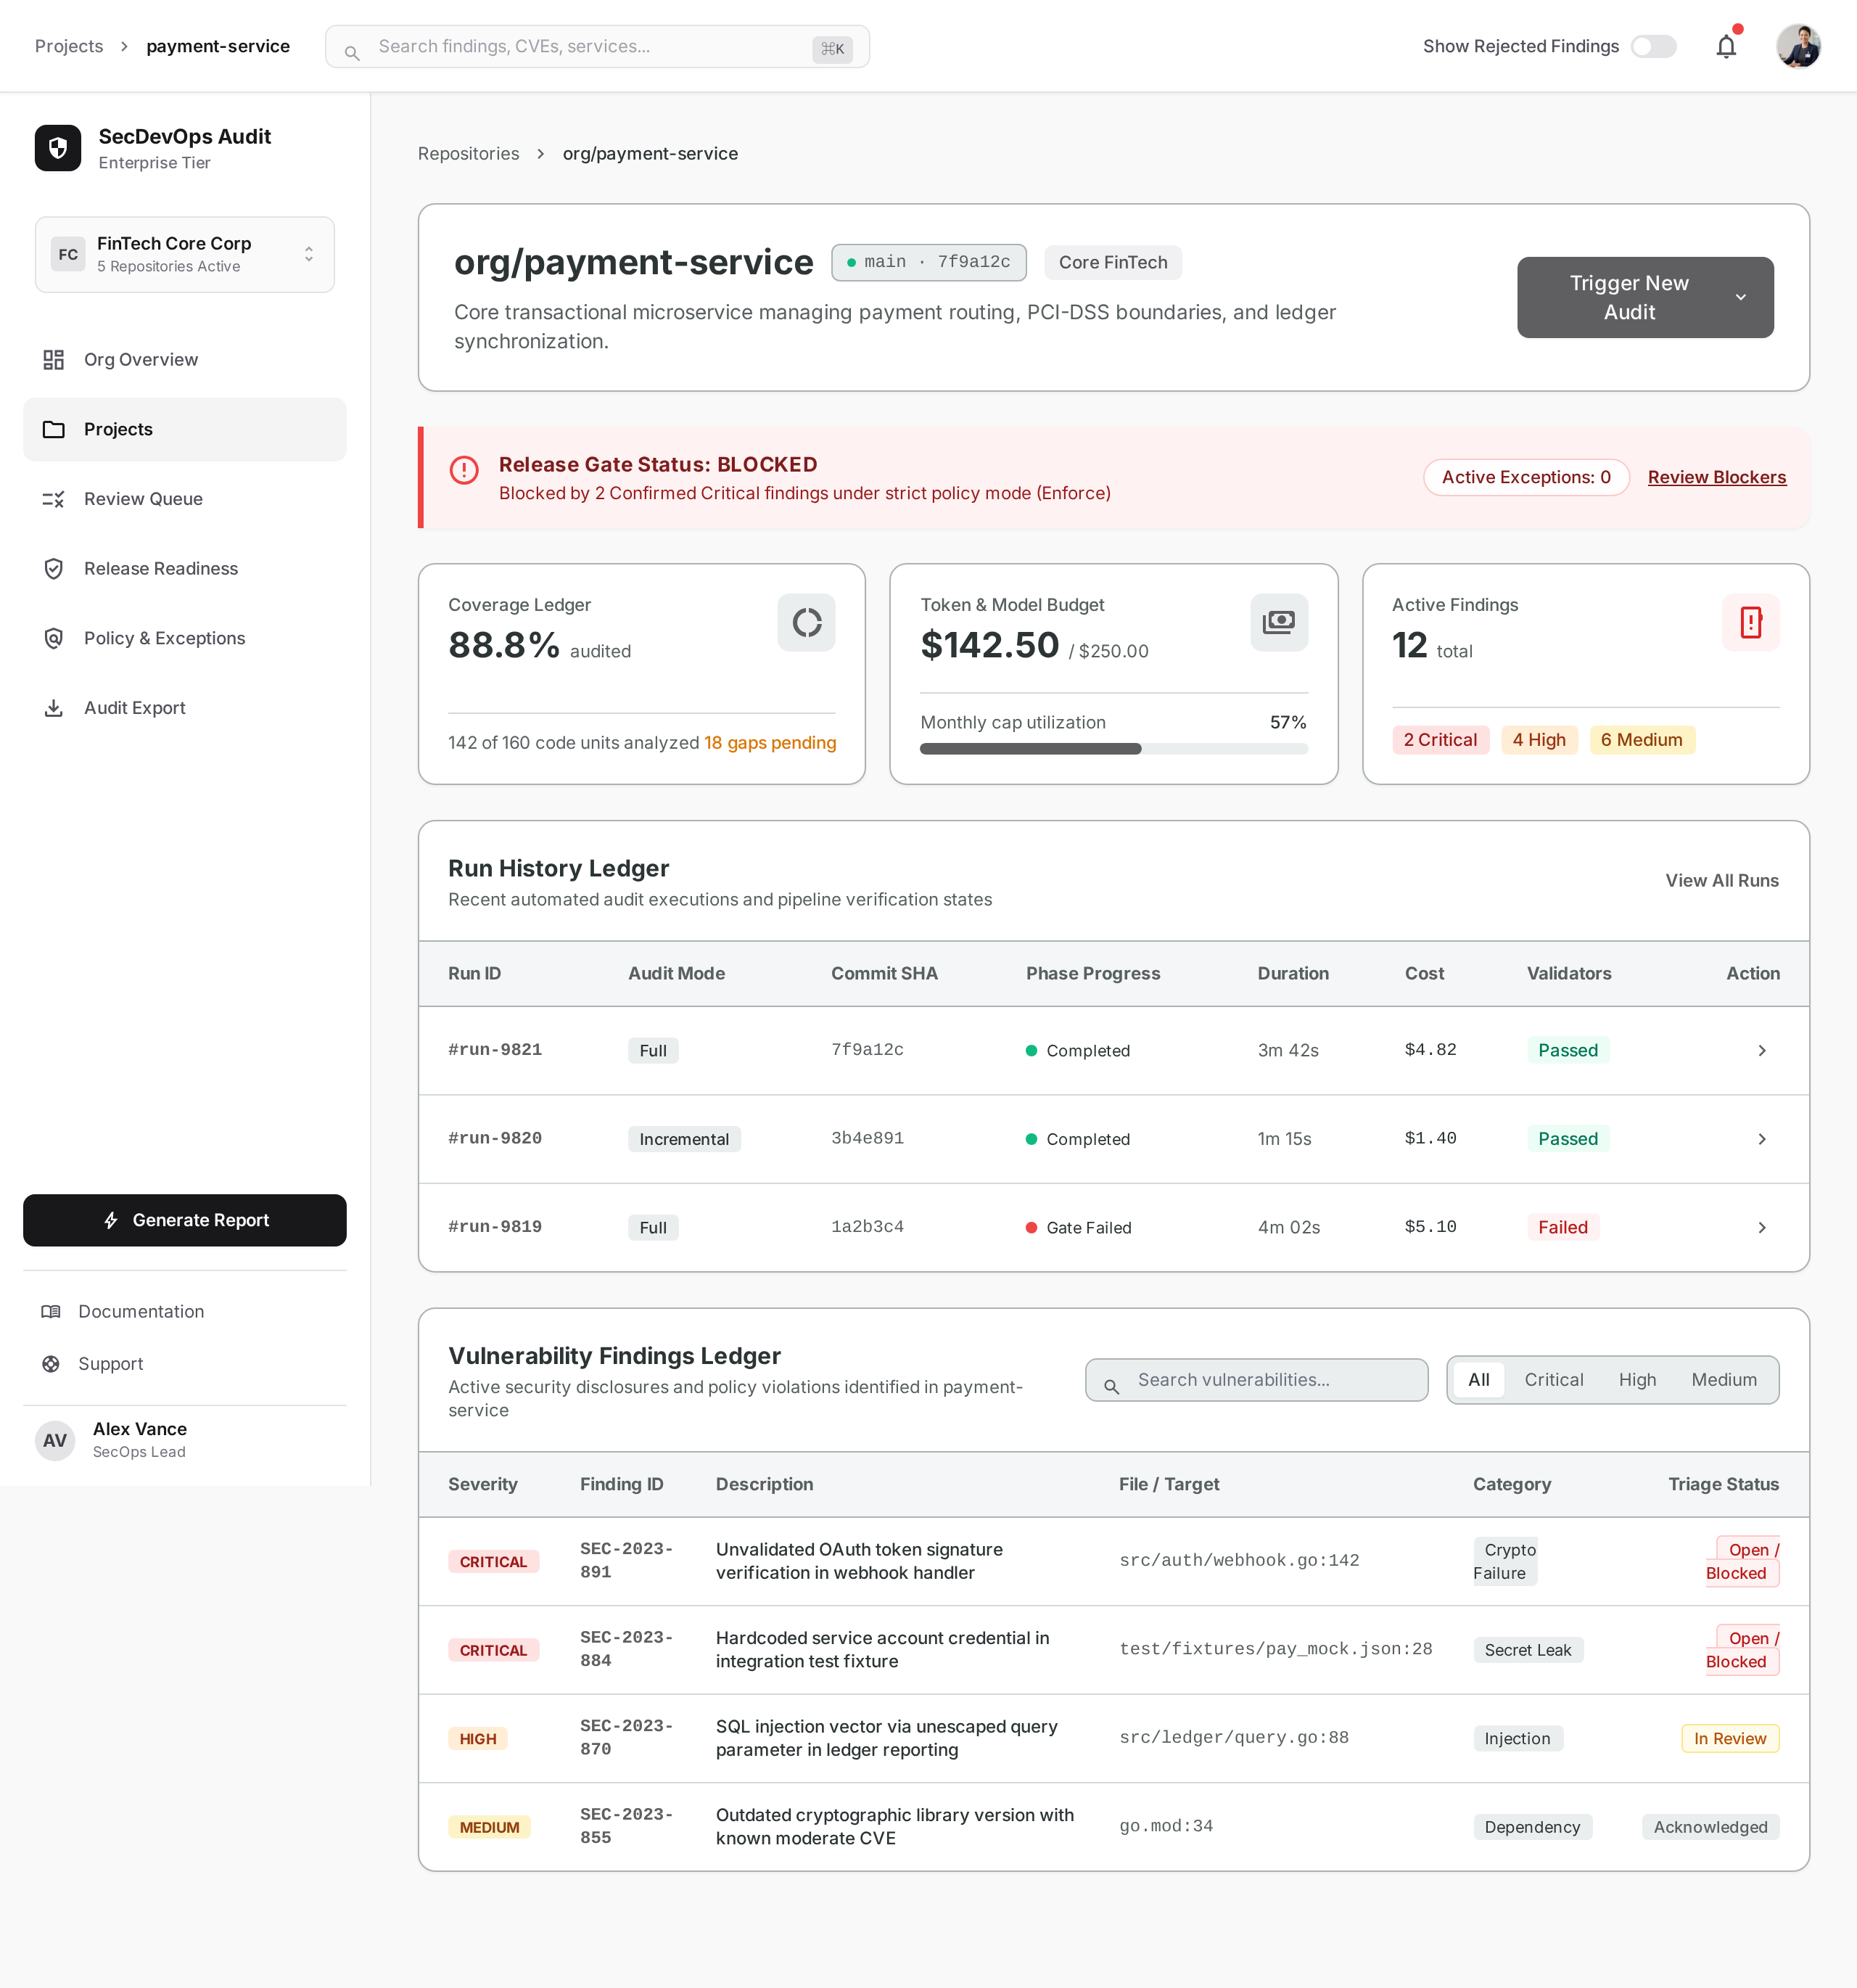 Projects
payment-service
Search findings, CVEs, services...
⌘K
Show Rejected Findings
SecDevOps Audit
Enterprise Tier
FC
FinTech Core Corp
5 Repositories Active
Org Overview
Projects
Review Queue
Release Readiness
Policy & Exceptions
Audit Export
Generate Report
Documentation
Support
AV
Alex Vance
SecOps Lead
Repositories
org/payment-service
org/payment-service
main · 7f9a12c
Core FinTech
Core transactional microservice managing payment routing, PCI-DSS boundaries, and ledger
synchronization.
Trigger New
Audit
Release Gate Status: BLOCKED
Blocked by 2 Confirmed Critical findings under strict policy mode (Enforce)
Active Exceptions: 0
Review Blockers
Coverage Ledger
88.8% audited
142 of 160 code units analyzed 18 gaps pending
Token & Model Budget
$142.50 / $250.00
Monthly cap utilization 57%
Active Findings
12 total
2 Critical 4 High 6 Medium
Run History Ledger
Recent automated audit executions and pipeline verification states
View All Runs
Run ID Audit Mode Commit SHA Phase Progress Duration Cost Validators Action
#run-9821 Full 7f9a12c Completed 3m 42s $4.82 Passed
#run-9820 Incremental 3b4e891 Completed 1m 15s $1.40 Passed
#run-9819 Full 1a2b3c4 Gate Failed 4m 02s $5.10 Failed
Vulnerability Findings Ledger
Active security disclosures and policy violations identified in payment-
service
Search vulnerabilities...
All Critical High Medium
Severity Finding ID Description File / Target Category Triage Status
CRITICAL
SEC-2023-
891
Unvalidated OAuth token signature
verification in webhook handler
src/auth/webhook.go:142
Crypto
Failure
Open /
Blocked
CRITICAL
SEC-2023-
884
Hardcoded service account credential in
integration test fixture
test/fixtures/pay_mock.json:28
Secret Leak
Open /
Blocked
HIGH
SEC-2023-
870
SQL injection vector via unescaped query
parameter in ledger reporting
src/ledger/query.go:88
Injection
In Review
MEDIUM
SEC-2023-
855
Outdated cryptographic library version with
known moderate CVE
go.mod:34
Dependency
Acknowledged